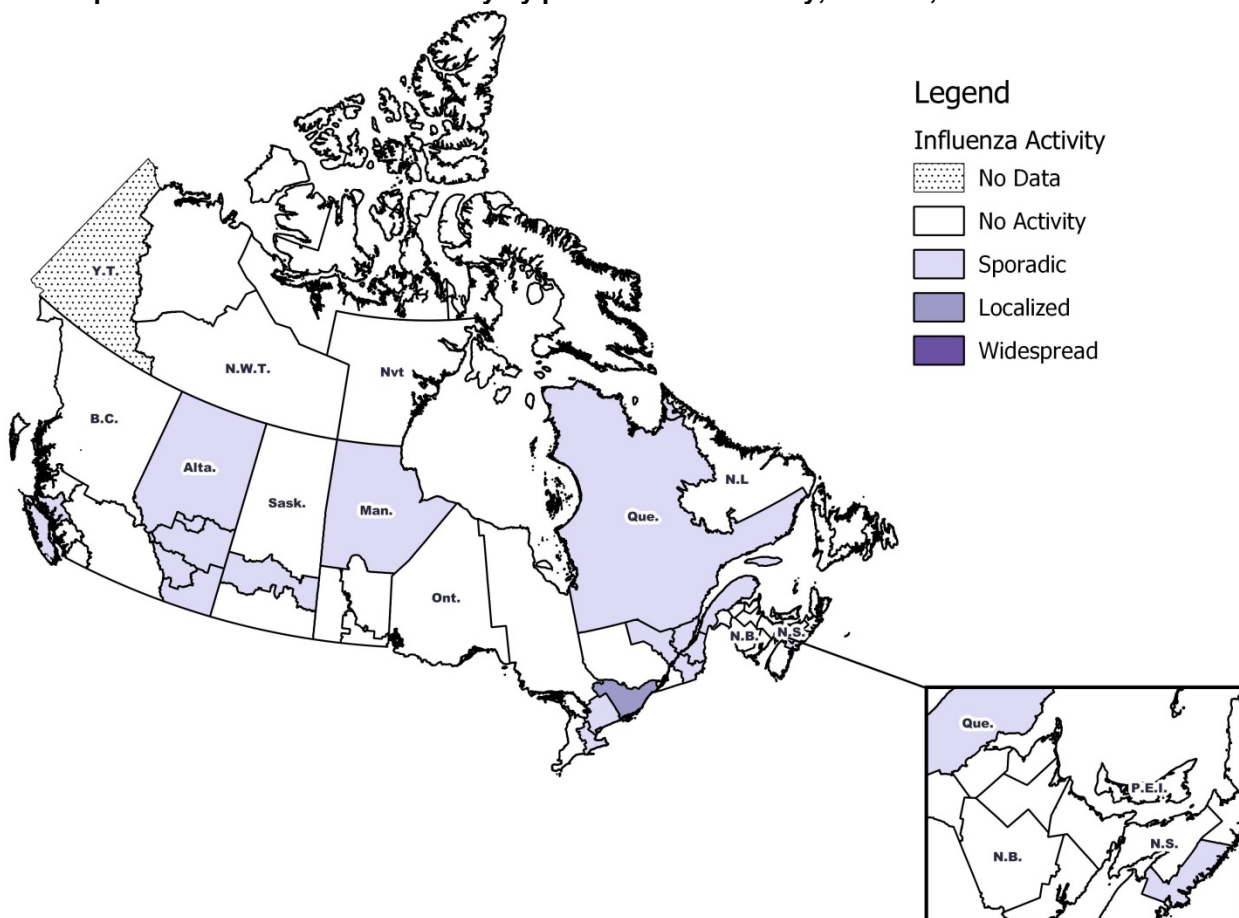 Legend
Influenza Activity
No Data
No Activity
Sporadic
Localized
Widespread
Y.T.
N.W.T.
Nvt
B.C.
Alta.
Sask.
Man.
Ont.
Que.
N.L
N.B.
N.S.
Que.
P.E.I.
N.B.
N.S.